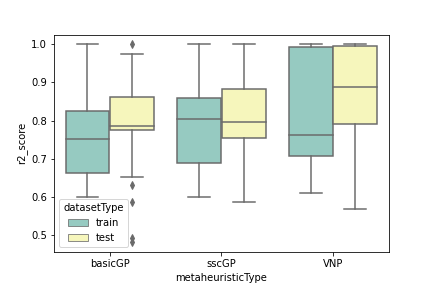 1.0
0.9
0.8
0.7
0.6
0.5
r2_score
datasetType
train
test
basicGP
sscGP
VNP
metaheuristicType